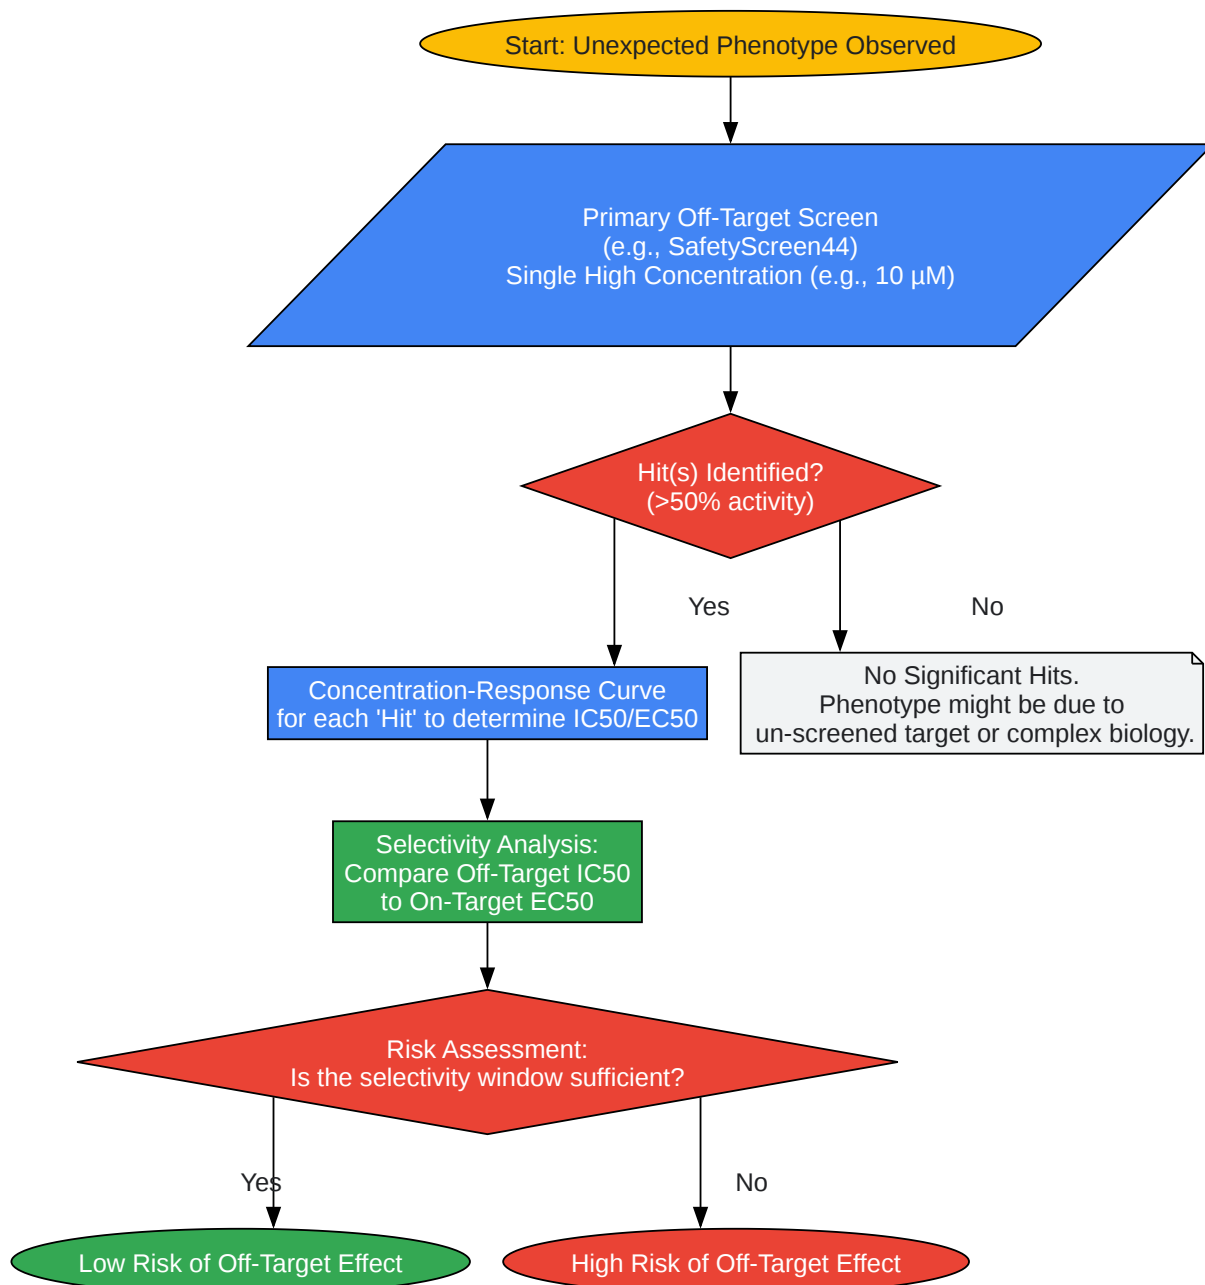 Start: Unexpected Phenotype Observed
Primary Off-Target Screen
(e.g., SafetyScreen44)
Single High Concentration (e.g., 10 µM)
Hit(s) Identified?
(>50% activity)
Yes
No
Concentration-Response Curve
for each 'Hit' to determine IC50/EC50
No Significant Hits.
Phenotype might be due to
un-screened target or complex biology.
Selectivity Analysis:
Compare Off-Target IC50
to On-Target EC50
Risk Assessment:
Is the selectivity window sufficient?
Yes
No
Low Risk of Off-Target Effect
High Risk of Off-Target Effect